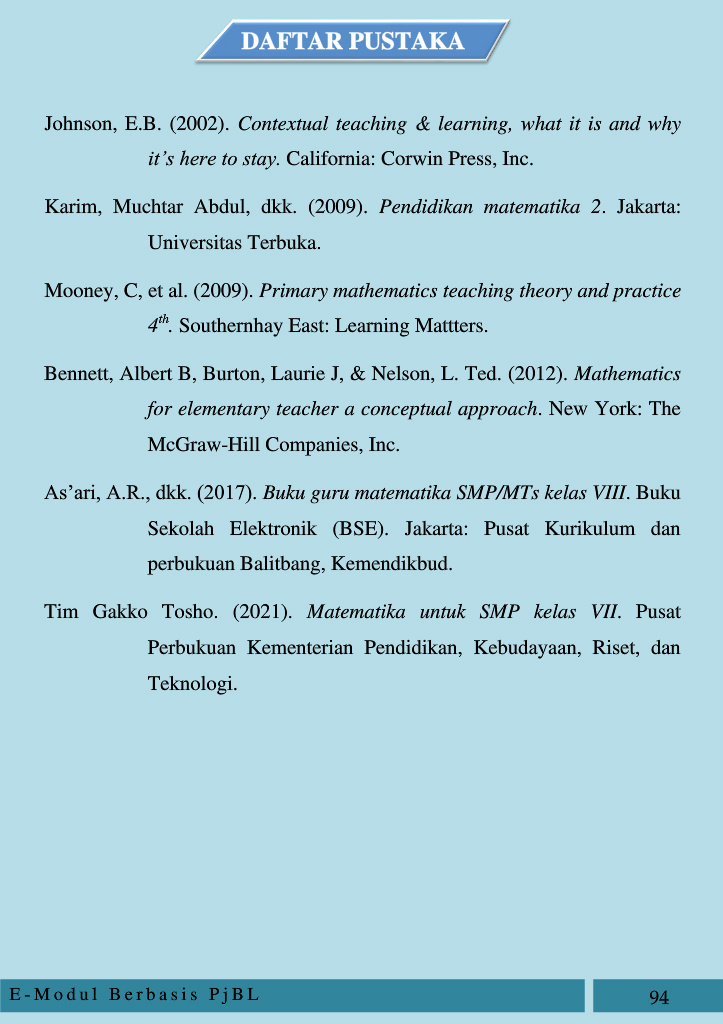 DAFTAR PUSTAKA
Johnson, E.B. (2002). Contextual teaching & learning, what it is and why
it’s here to stay. California: Corwin Press, Inc.
Karim, Muchtar Abdul, dkk. (2009). Pendidikan matematika 2. Jakarta:
Universitas Terbuka.
Mooney, C, et al. (2009). Primary mathematics teaching theory and practice
4th. Southernhay East: Learning Mattters.
Bennett, Albert B, Burton, Laurie J, & Nelson, L. Ted. (2012). Mathematics
for elementary teacher a conceptual approach. New York: The
McGraw-Hill Companies, Inc.
As’ari, A.R., dkk. (2017). Buku guru matematika SMP/MTs kelas VIII. Buku
Sekolah Elektronik (BSE). Jakarta: Pusat Kurikulum dan
perbukuan Balitbang, Kemendikbud.
Tim Gakko Tosho. (2021). Matematika untuk SMP kelas VII. Pusat
Perbukuan Kementerian Pendidikan, Kebudayaan, Riset, dan
Teknologi.
E-Modul Berbasis PjBL 94